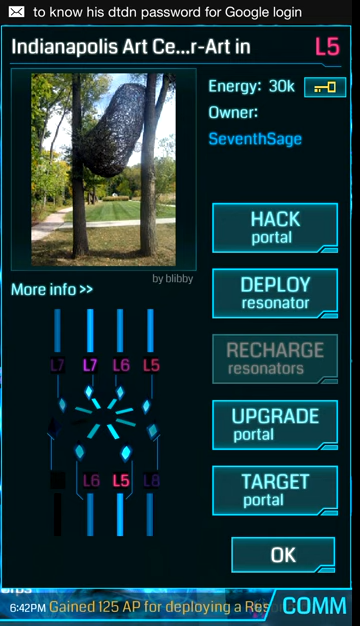 to know his dtdn password for Google login
Indianapolis Art Ce...r-Art in L5
Energy: 30k
Owner:
SeventhSage
HACK
portal
by blibby
More info >>
DEPLOY
resonator
RECHARGE
resonators
L7 L7 L6 L5
UPGRADE
portal
L6 L5 L8
TARGET
portal
OK
6:42PM Gained 125 AP for deploying a Reso
COMM